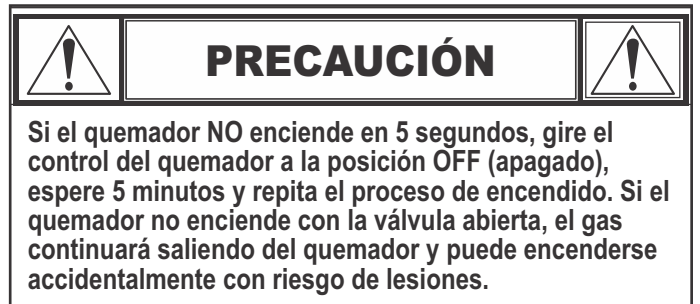 PRECAUCIÓN
Si el quemador NO enciende en 5 segundos, gire el
control del quemador a la posición OFF (apagado),
espere 5 minutos y repita el proceso de encendido. Si el
quemador no enciende con la válvula abierta, el gas
continuará saliendo del quemador y puede encenderse
accidentalmente con riesgo de lesiones.